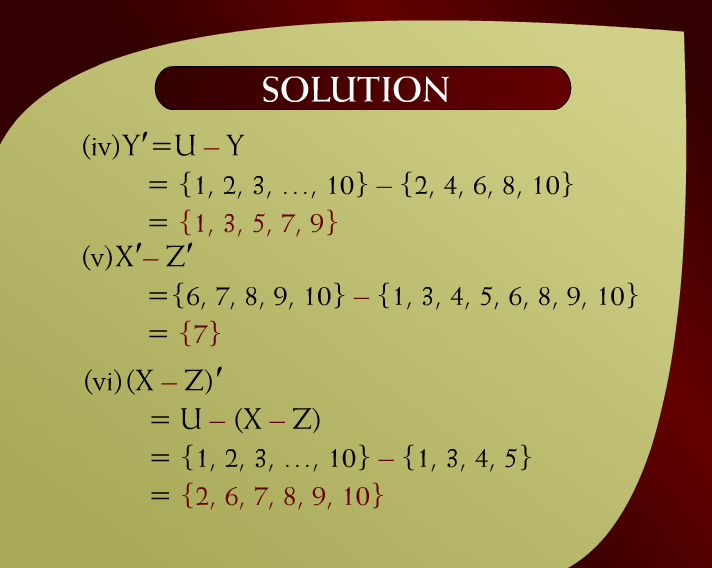 SOLUTION
(iv) Y′ = U – Y
= {1, 2, 3, ..., 10} – {2, 4, 6, 8, 10}
= {1, 3, 5, 7, 9}
(v) X′ – Z′
= {6, 7, 8, 9, 10} – {1, 3, 4, 5, 6, 8, 9, 10}
= {7}
(vi) (X – Z)′
= U – (X – Z)
= {1, 2, 3, ..., 10} – {1, 3, 4, 5}
= {2, 6, 7, 8, 9, 10}